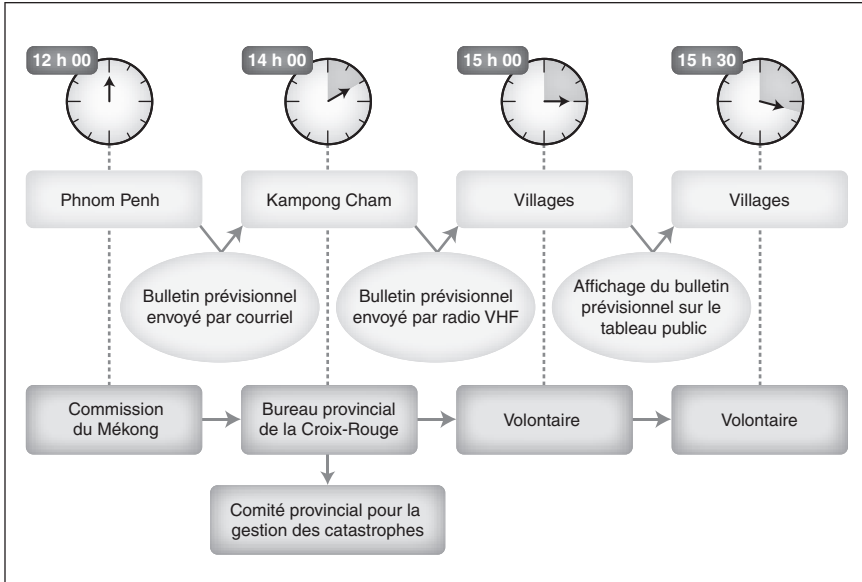 12 h 00
14 h 00
15 h 00
15 h 30
Phnom Penh
Kampong Cham
Villages
Villages
Bulletin prévisionnel
envoyé par courriel
Bulletin prévisionnel
envoyé par radio VHF
Affichage du bulletin
prévisionnel sur le
tableau public
Commission
du Mékong
Bureau provincial
de la Croix-Rouge
Volontaire
Volontaire
Comité provincial pour la
gestion des catastrophes